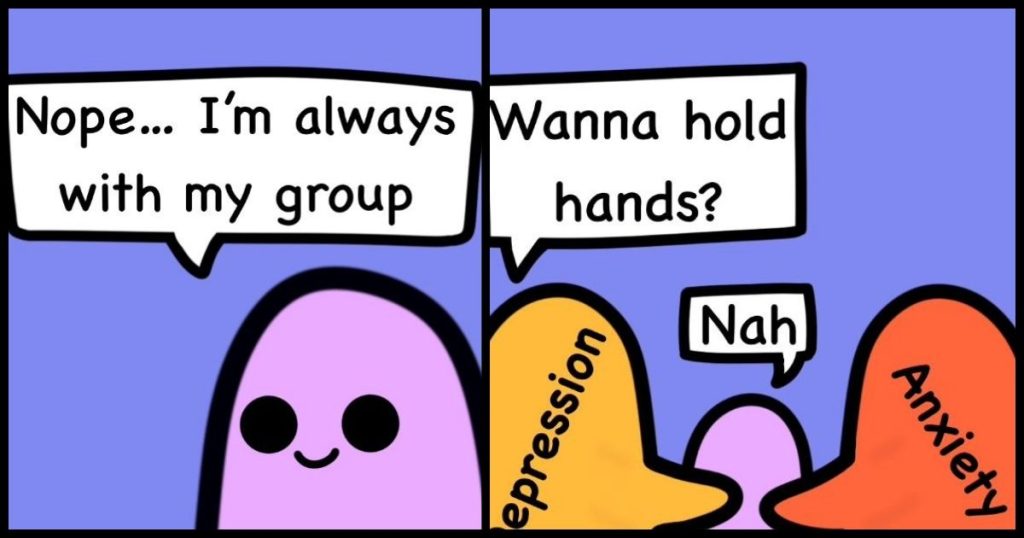 Nope... I'm always
with my group
Wanna hold
hands?
Nah
epression
Anxiety